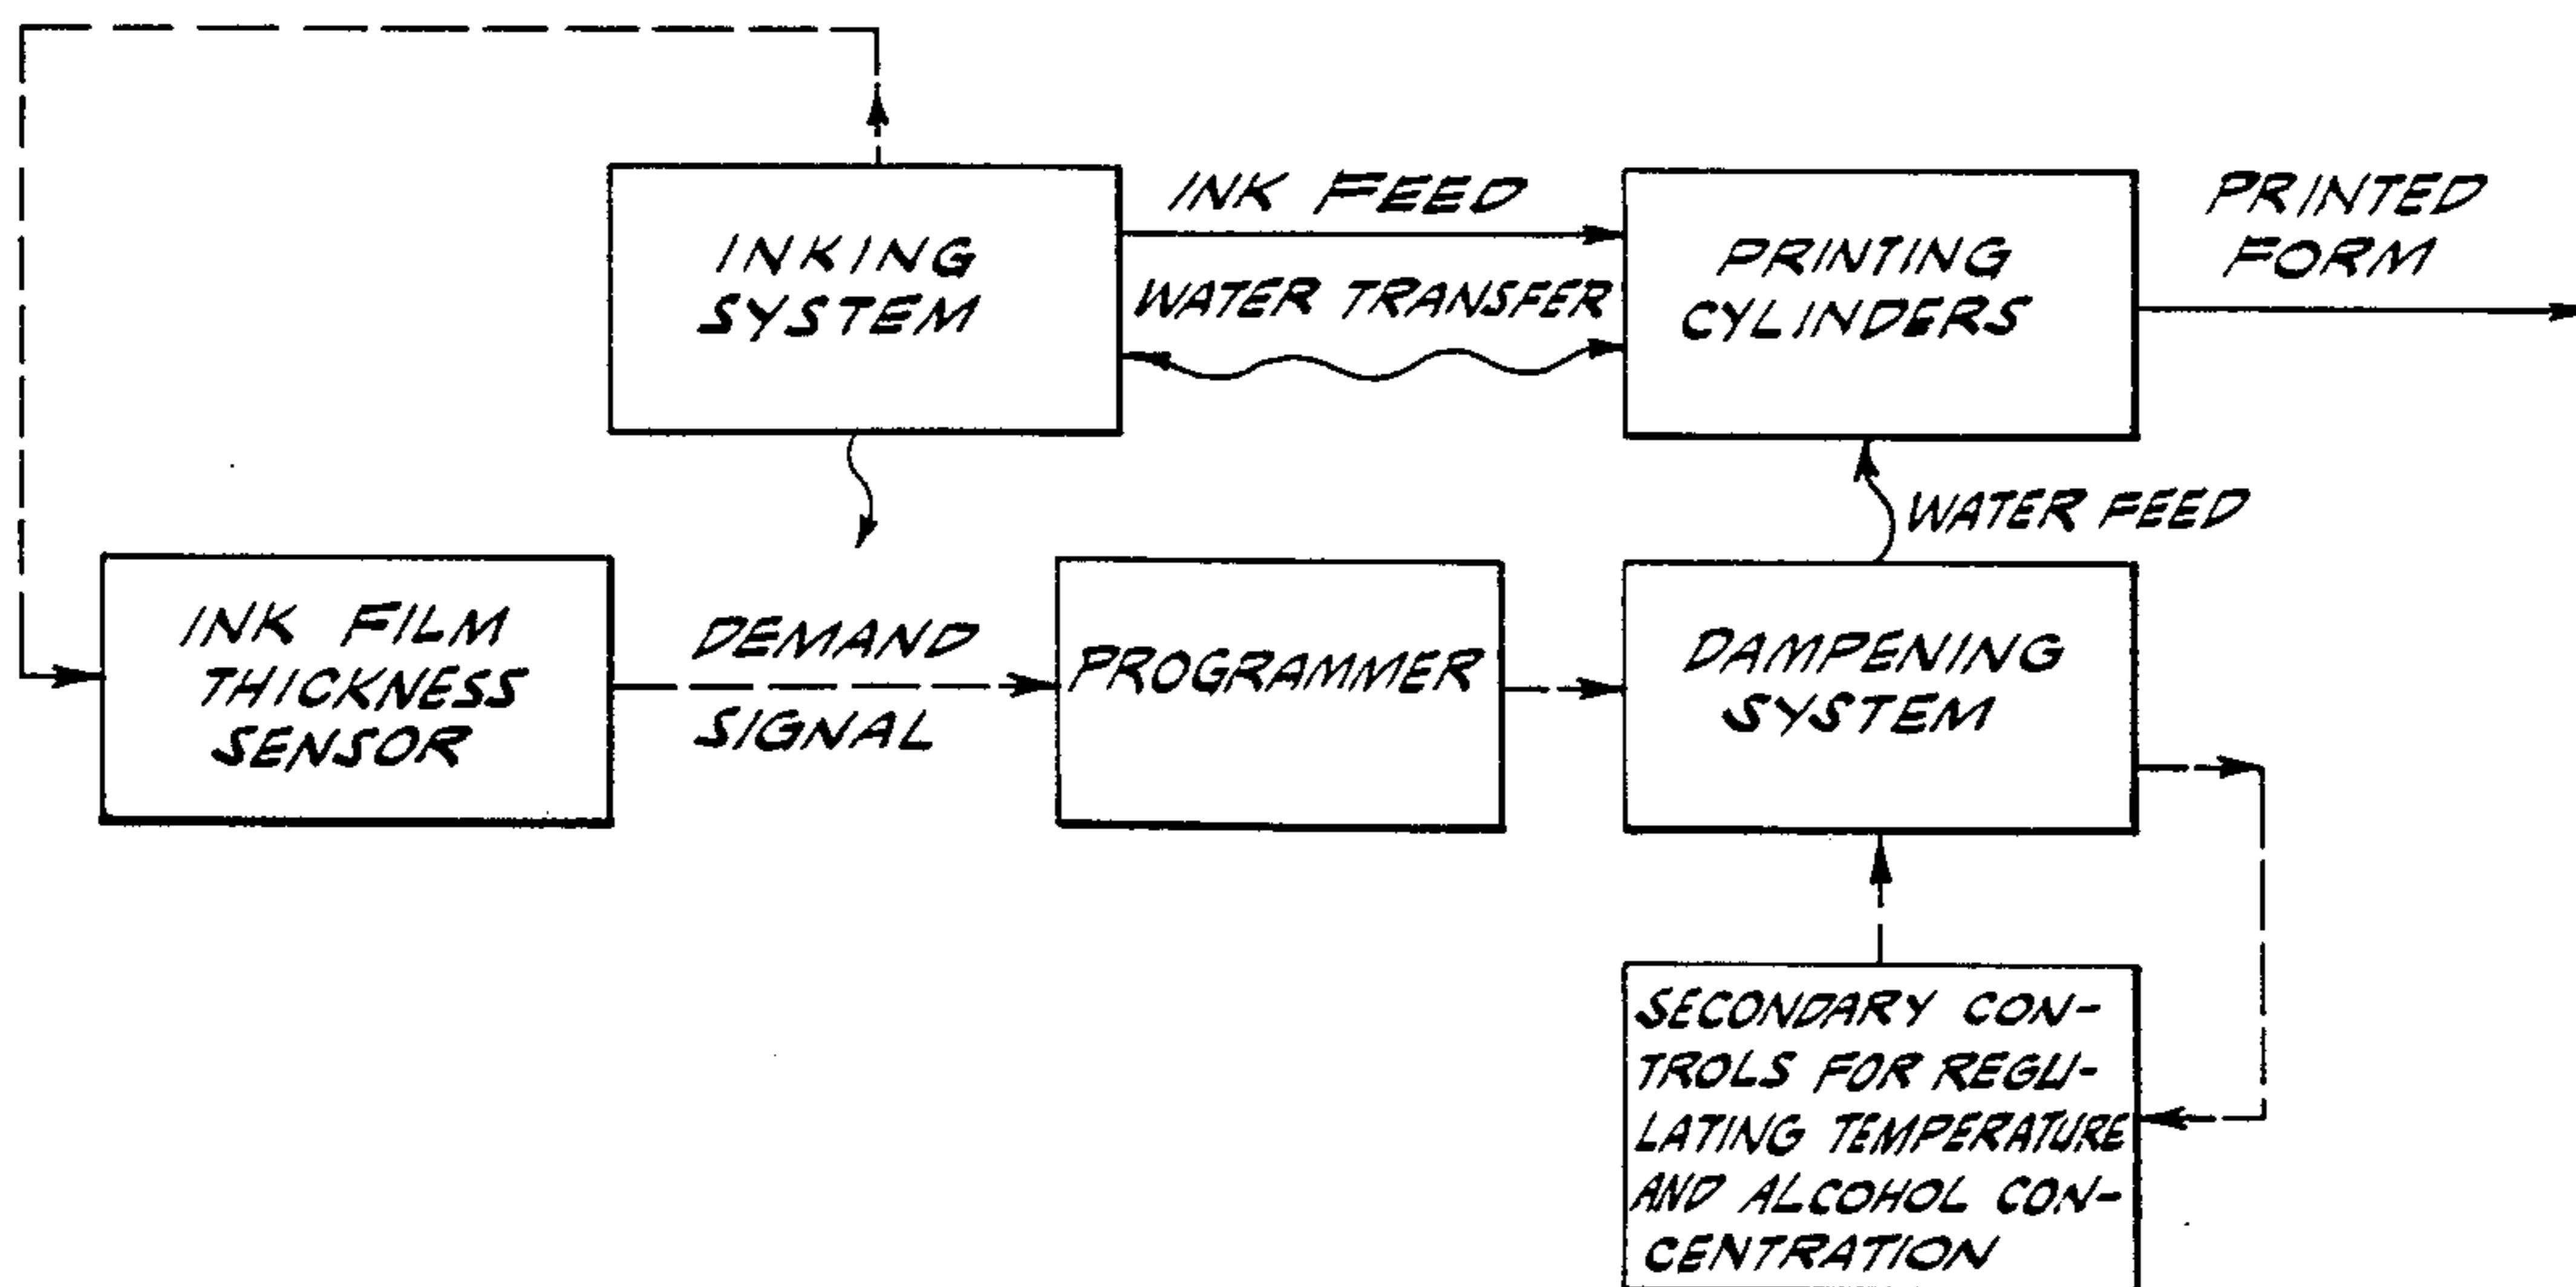 INKING
SYSTEM
INK FEED
WATER TRANSFER
PRINTING
CYLINDERS
PRINTED
FORM
WATER FEED
INK FILM
THICKNESS
SENSOR
DEMAND
SIGNAL
PROGRAMMER
DAMPENING
SYSTEM
SECONDARY CON-
TROLS FOR REGU-
LATING TEMPERATURE
AND ALCOHOL CON-
CENTRATION